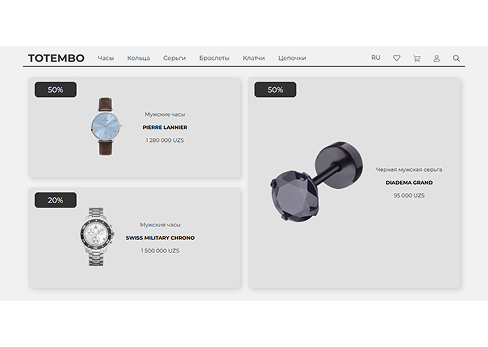 TOTEMBO Часы Кольца Серьги Браслеты Клатчи Цепочки RU
50%
Мужские часы
PIERRE LANNIER
1 280 000 UZS
20%
Мужские часы
SWISS MILITARY CHRONO
1 500 000 UZS
50%
Черная мужская серьга
DIADEMA GRAND
95 000 UZS